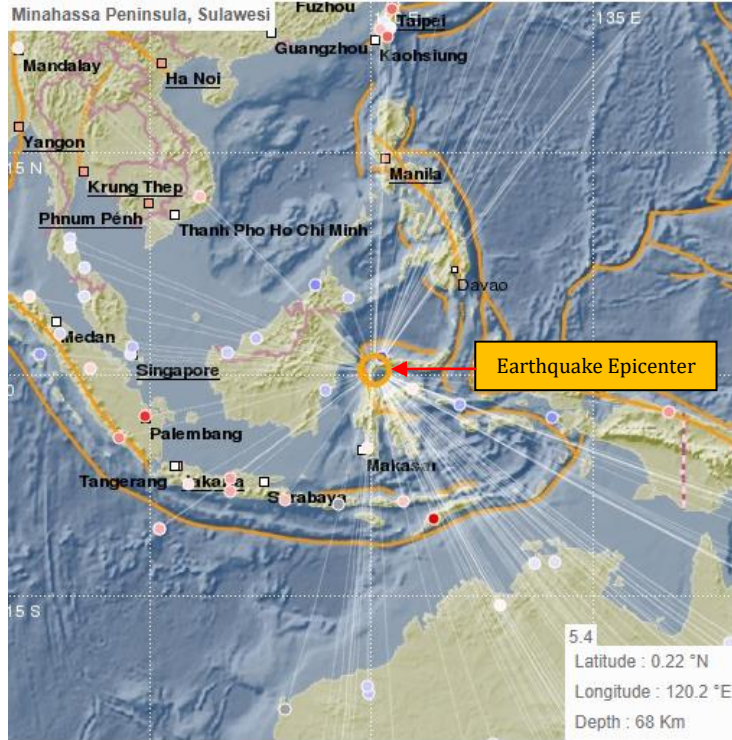 Minahassa Peninsula, Sulawesi
Fuzhou
Taipei
135 E
Guangzhou
Kaohsiung
Mandalay
Ha Noi
Yangon
15 N
Krung Thep
Manila
Phnum Pénh
Thanh Pho Ho Chi Minh
Davao
Medan
Singapore
Earthquake Epicenter
0
Palembang
Makasar
Tangerang
Jakarta
Surabaya
15 S
5.4
Latitude : 0.22 °N
Longitude : 120.2 °E
Depth : 68 Km